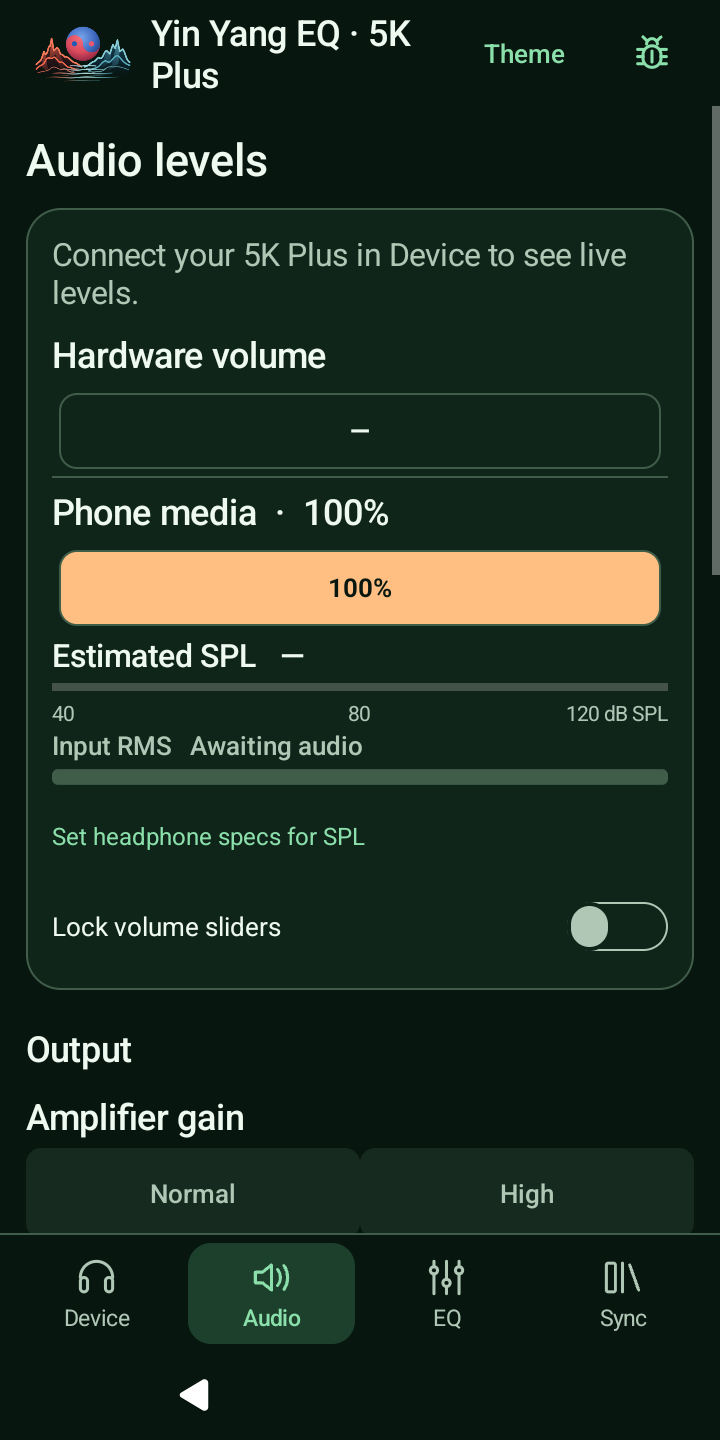 Yin Yang EQ · 5K
Plus
Theme
Audio levels
Connect your 5K Plus in Device to see live
levels.
Hardware volume
–
Phone media · 100%
100%
Estimated SPL –
40 80 120 dB SPL
Input RMS Awaiting audio
Set headphone specs for SPL
Lock volume sliders
Output
Amplifier gain
Normal High
Device Audio EQ Sync